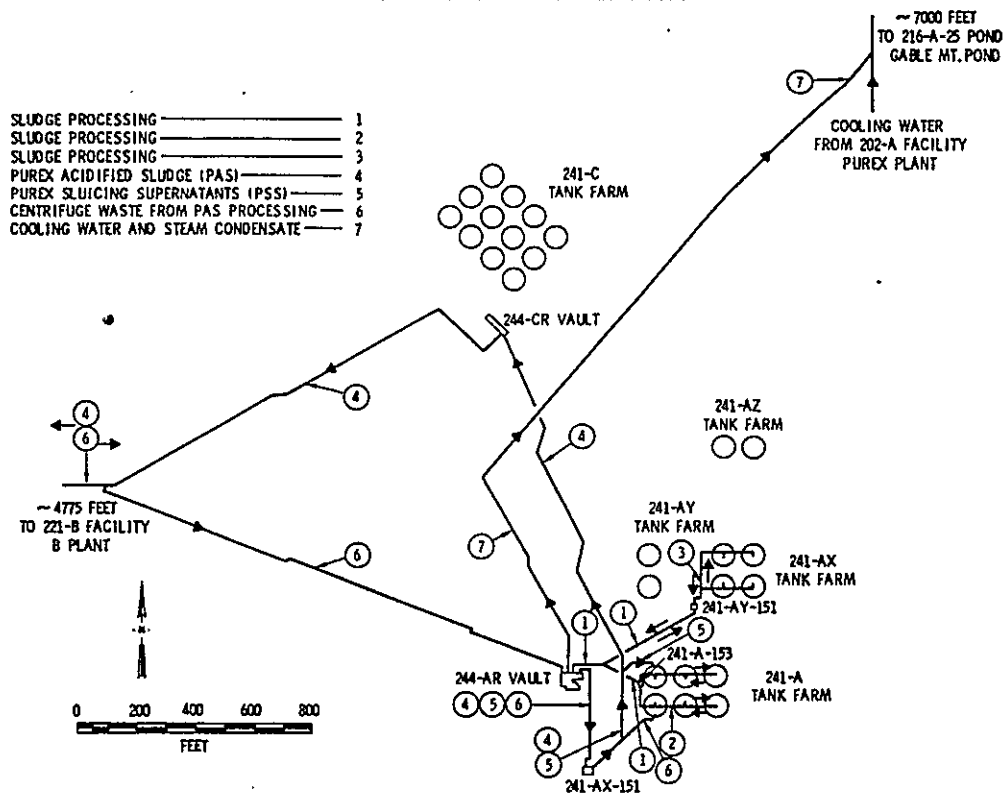 ~ 7000 FEET
TO 216-A-25 POND
GABLE MT. POND
7
COOLING WATER
FROM 202-A FACILITY
PUREX PLANT
SLUDGE PROCESSING 1
SLUDGE PROCESSING 2
SLUDGE PROCESSING 3
PUREX ACIDIFIED SLUDGE (PAS) 4
PUREX SLUICING SUPERNATANTS (PSS) 5
CENTRIFUGE WASTE FROM PAS PROCESSING 6
COOLING WATER AND STEAM CONDENSATE 7
241-C
TANK FARM
244-CR VAULT
4
4
6
4
241-AZ
TANK FARM
~ 4775 FEET
TO 221-B FACILITY
B PLANT
6
7
241-AY
TANK FARM
3
241-AX
TANK FARM
241-AY-151
1
1
5
241-A-153
244-AR VAULT
241-A
TANK FARM
4 5 6
4
5
1
2
6
241-AX-151
0 200 400 600 800
FEET